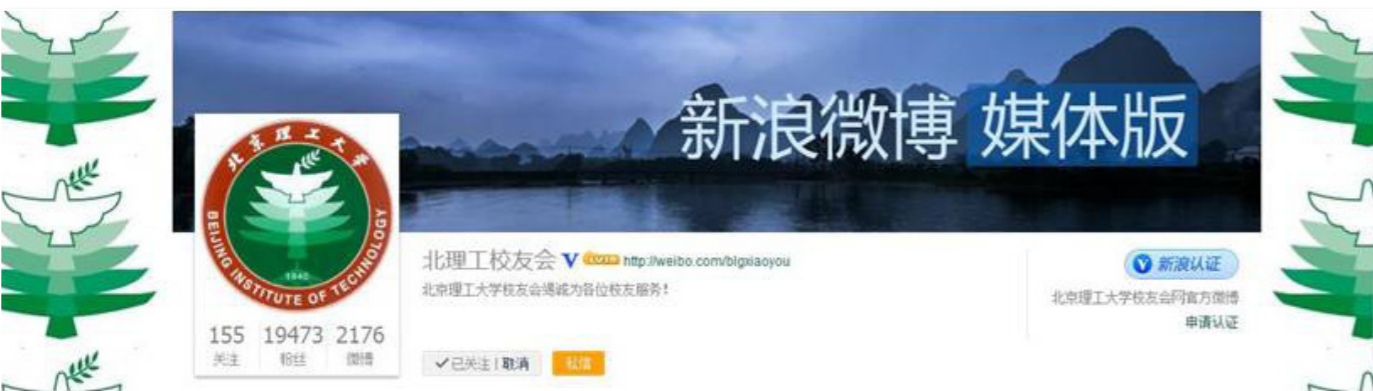 新浪微博 媒体版
北京理工大学
BEIJING INSTITUTE OF TECHNOLOGY
1940
155 19473 2176
关注 粉丝 微博
北理工校友会 V http://weibo.com/blgxiaoyou
北京理工大学校友会竭诚为各位校友服务!
✓已关注 | 取消 私信
V 新浪认证
北京理工大学校友会网官方微博
申请认证